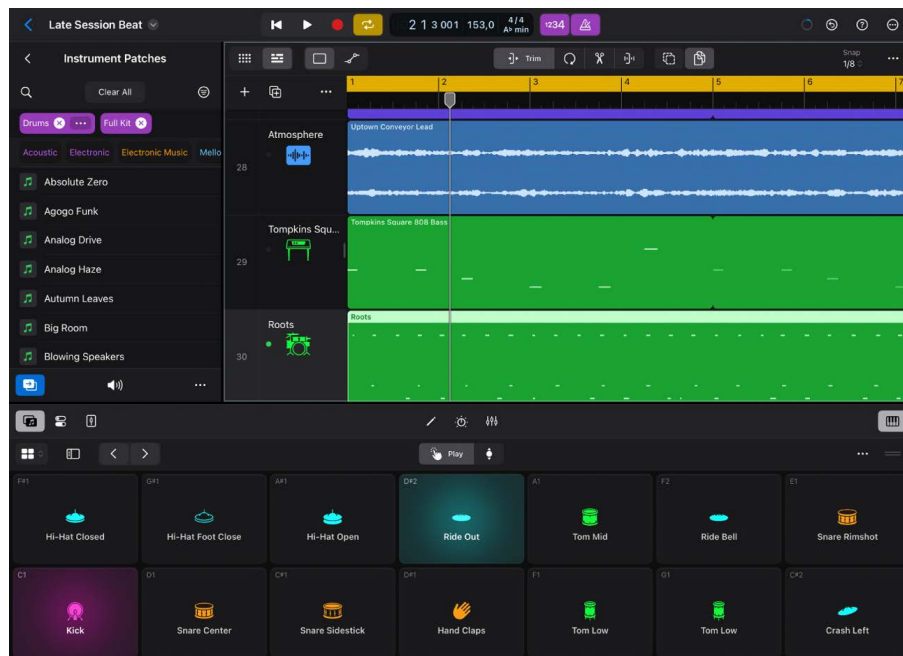 Late Session Beat
2 1 3 001 153,0 4/4 A♭ min
1234
Instrument Patches
Trim
Snap
1/8
Clear All
1 2 3 4 5 6 7
Drums
Full Kit
Acoustic Electronic Electronic Music Mello
Absolute Zero
Agogo Funk
Analog Drive
Analog Haze
Autumn Leaves
Big Room
Blowing Speakers
Atmosphere
28
Uptown Conveyor Lead
Tompkins Squ...
29
Tompkins Square 808 Bass
Roots
30
Roots
Play
F#1 G#1 A#1 D#2 A1 F2 E1
Hi-Hat Closed Hi-Hat Foot Close Hi-Hat Open Ride Out Tom Mid Ride Bell Snare Rimshot
C1 D1 C#1 D#1 F1 G1 C#2
Kick Snare Center Snare Sidestick Hand Claps Tom Low Tom Low Crash Left